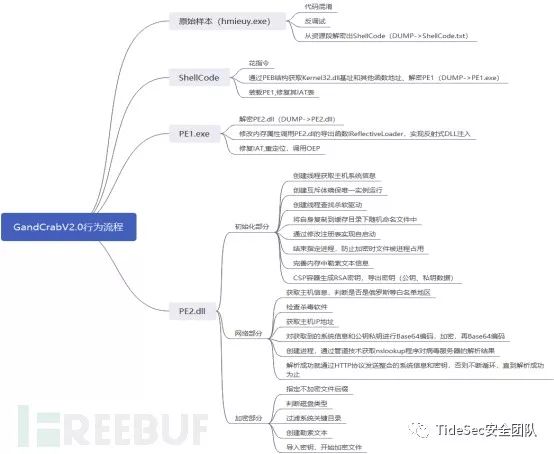 GandCrabV2.0行为流程
原始样本（hmieuy.exe）
代码混淆
反调试
从资源段解密出ShellCode（DUMP->ShellCode.txt）
ShellCode
花指令
通过PEB结构获取Kernel32.dll基址和其他函数地址、解密PE1（DUMP->PE1.exe）
装载PE1,修复其IAT表
PE1.exe
解密PE2.dll（DUMP->PE2.dll）
修改内存属性调用PE2.dll的导出函数ReflectiveLoader，实现反射式DLL注入
修复IAT,重定位，调用OEP
PE2.dll
初始化部分
创建线程获取主机系统信息
创建互斥体确保唯一实例运行
创建线程查找杀软驱动
将自身复制到缓存目录下随机命名文件中
通过修改注册表实现自启动
结束指定进程，防止加密时文件被进程占用
完善内存中勒索文本信息
CSP容器生成RSA密钥，导出密钥（公钥、私钥数据）
网络部分
获取主机信息，判断是否是俄罗斯等白名单地区
检查杀毒软件
获取主机IP地址
对获取到的系统信息和公钥私钥进行Base64编码，加密，再Base64编码
创建进程，通过管道技术获取nslookup程序对病毒服务器的解析结果
解析成功就通过HTTP协议发送整合的系统信息和密钥，否则不断循环，直到解析成功
为止
加密部分
指定不加密文件后缀
判断磁盘类型
过滤系统关键目录
创建勒索文本
导入密钥，开始加密文件
FREEBUF
TideSec安全团队